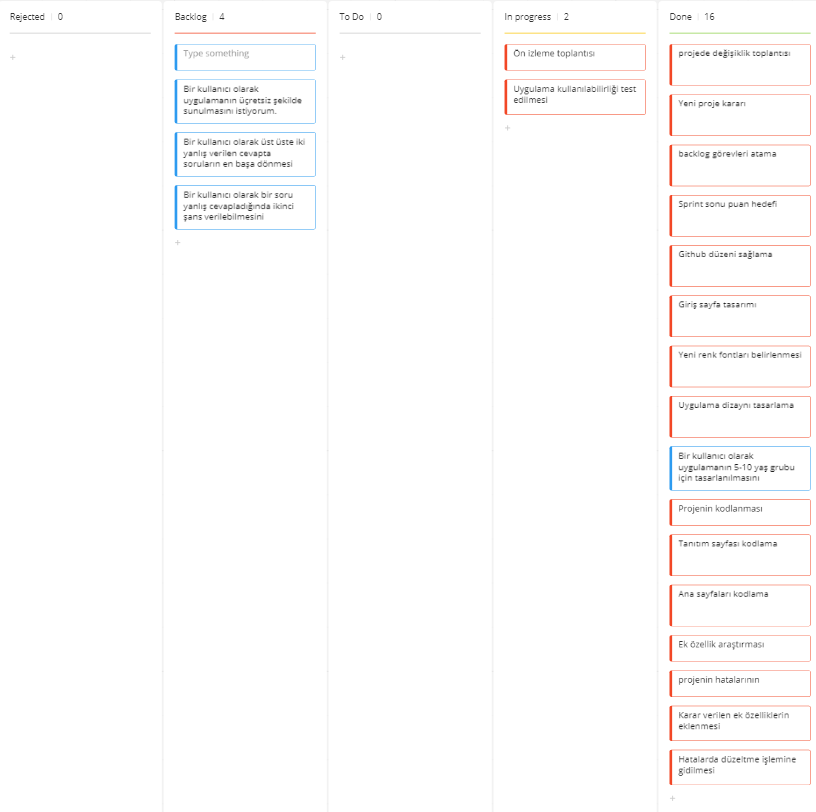 Rejected 0
+
Backlog 4
Type something
Bir kullanıcı olarak
uygulamanın ücretsiz şekilde
sunulmasını istiyorum.
Bir kullanıcı olarak üst üste iki
yanlış verilen cevapta
soruların en başa dönmesi
Bir kullanıcı olarak bir soru
yanlış cevapladığında ikinci
şans verilebilmesini
+
To Do 0
+
In progress 2
Ön izleme toplantısı
Uygulama kullanılabilirliği test
edilmesi
+
Done 16
projede değişiklik toplantısı
Yeni proje kararı
backlog görevleri atama
Sprint sonu puan hedefi
Github düzeni sağlama
Giriş sayfa tasarımı
Yeni renk fontları belirlenmesi
Uygulama dizaynı tasarlama
Bir kullanıcı olarak
uygulamanın 5-10 yaş grubu
için tasarlanılmasını
Projenin kodlanması
Tanıtım sayfası kodlama
Ana sayfaları kodlama
Ek özellik araştırması
projenin hatalarının
Karar verilen ek özelliklerin
eklenmesi
Hatalarda düzeltme işlemine
gidilmesi
+